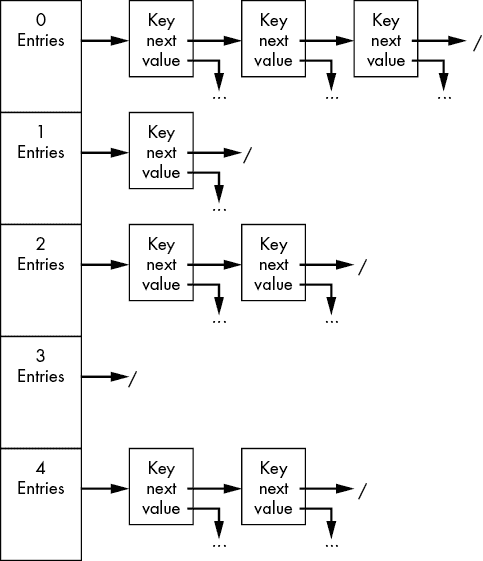 0
Entries
Key
next
value
...
Key
next
value
...
Key
next
value
...
/
1
Entries
Key
next
value
...
/
2
Entries
Key
next
value
...
Key
next
value
...
/
3
Entries
/
4
Entries
Key
next
value
...
Key
next
value
...
/